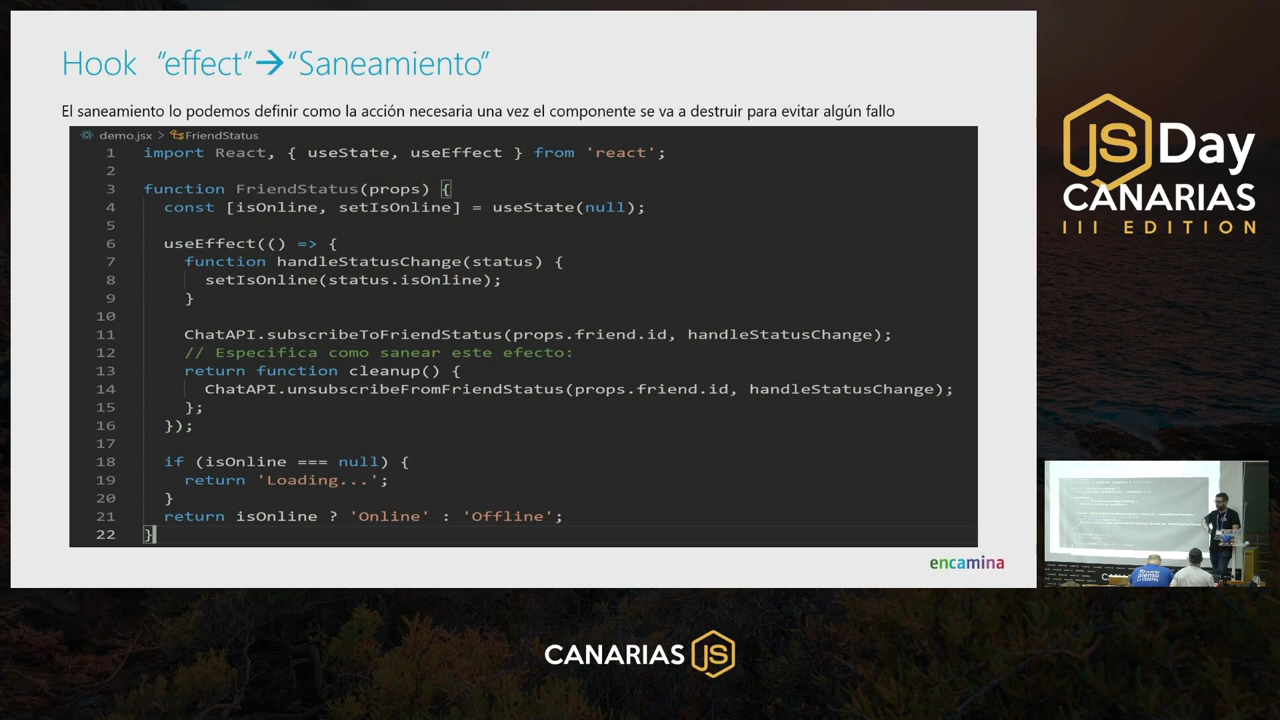 Hook “effect”→“Saneamiento”
El saneamiento lo podemos definir como la acción necesaria una vez el componente se va a destruir para evitar algún fallo
demo.jsx > FriendStatus
1 import React, { useState, useEffect } from 'react';
2
3 function FriendStatus(props) {
4 const [isOnline, setIsOnline] = useState(null);
5
6 useEffect(() => {
7 function handleStatusChange(status) {
8 setIsOnline(status.isOnline);
9 }
10
11 ChatAPI.subscribeToFriendStatus(props.friend.id, handleStatusChange);
12 // Especifica como sanear este efecto:
13 return function cleanup() {
14 ChatAPI.unsubscribeFromFriendStatus(props.friend.id, handleStatusChange);
15 };
16 });
17
18 if (isOnline === null) {
19 return 'Loading...';
20 }
21 return isOnline ? 'Online' : 'Offline';
22 }
encamina
JS Day
CANARIAS
III EDITION
CANARIAS JS